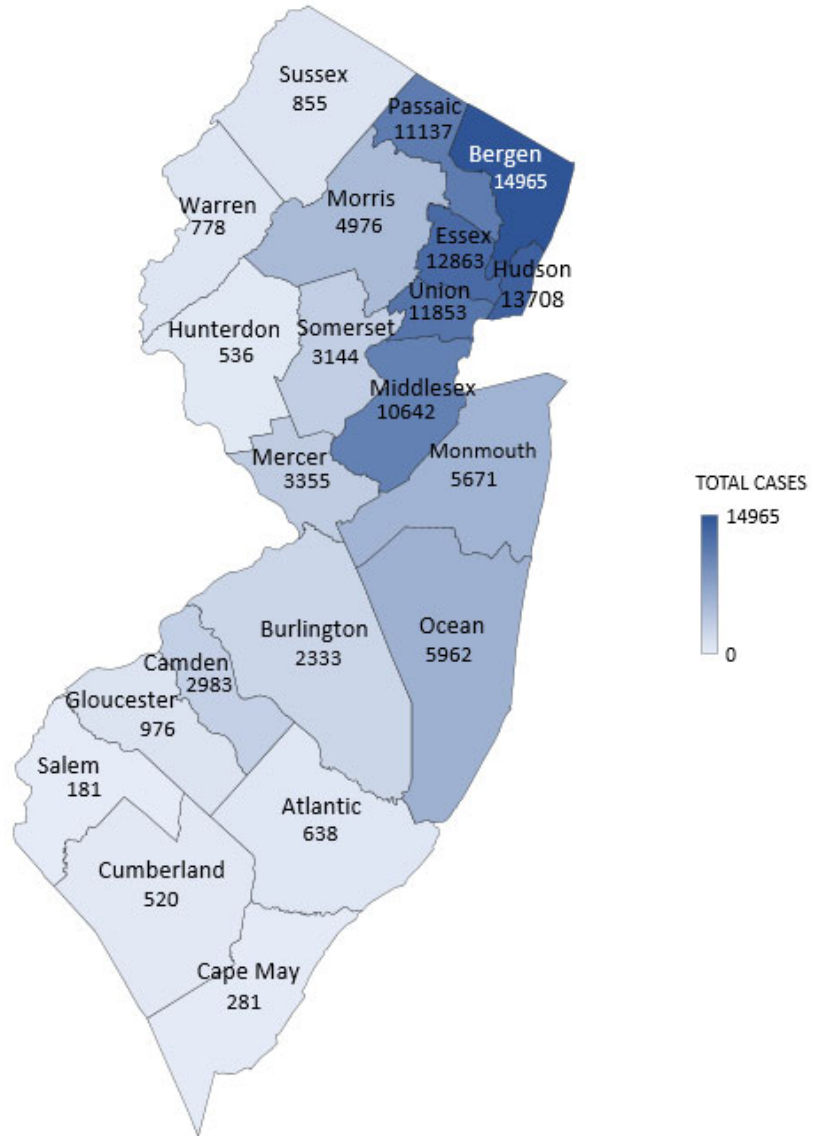 Sussex
855
Passaic
11137
Bergen
14965
Warren
778
Morris
4976
Essex
12863
Hudson
13708
Union
11853
Hunterdon
536
Somerset
3144
Middlesex
10642
Mercer
3355
Monmouth
5671
TOTAL CASES
14965
0
Burlington
2333
Ocean
5962
Camden
2983
Gloucester
976
Salem
181
Atlantic
638
Cumberland
520
Cape May
281